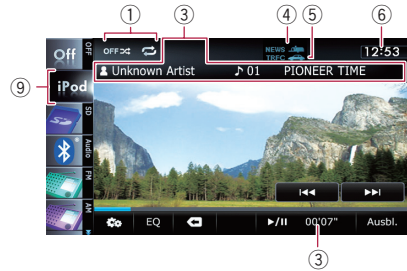 ① ③ ④ ⑤ ⑥
Off OFF OFF NEWS 12:53
TRFC
⑨ iPod Unknown Artist 01 PIONEER TIME
SD
Audio
FM
AM
EQ 00'07" Ausbl.
③